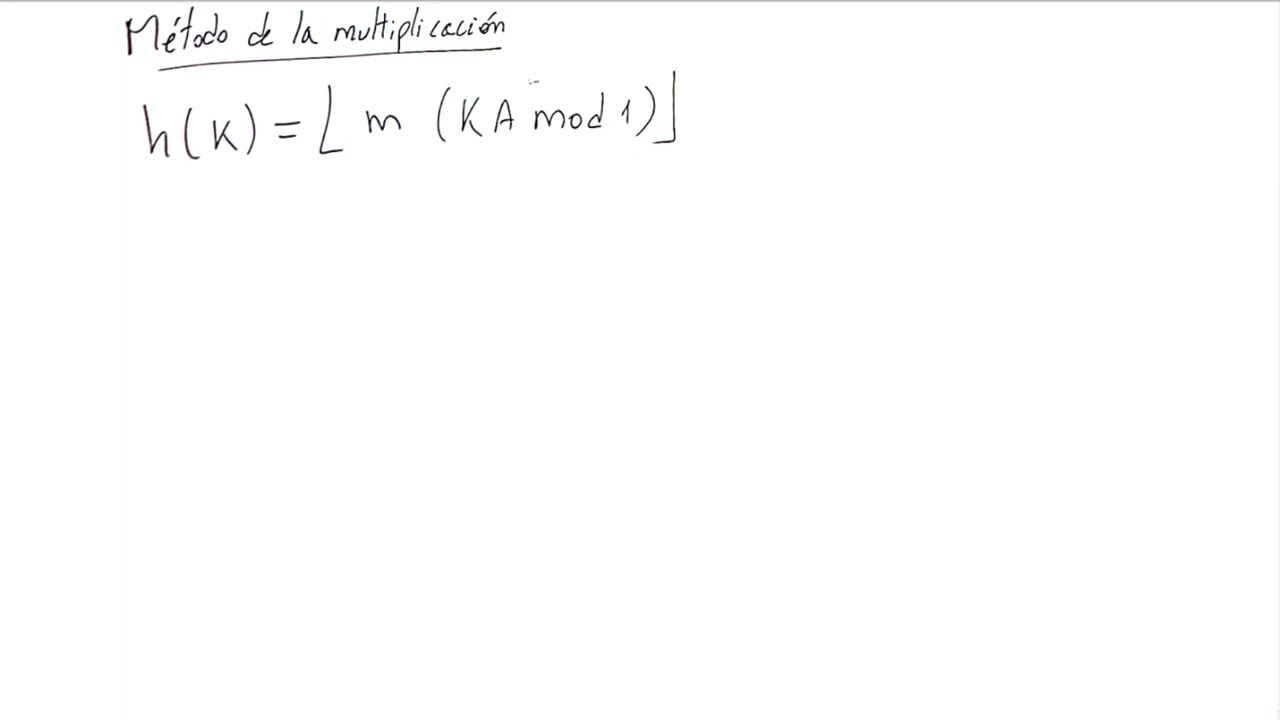 Método de la multiplicación
h(K) = ⌊ m (KA mod 1)⌋